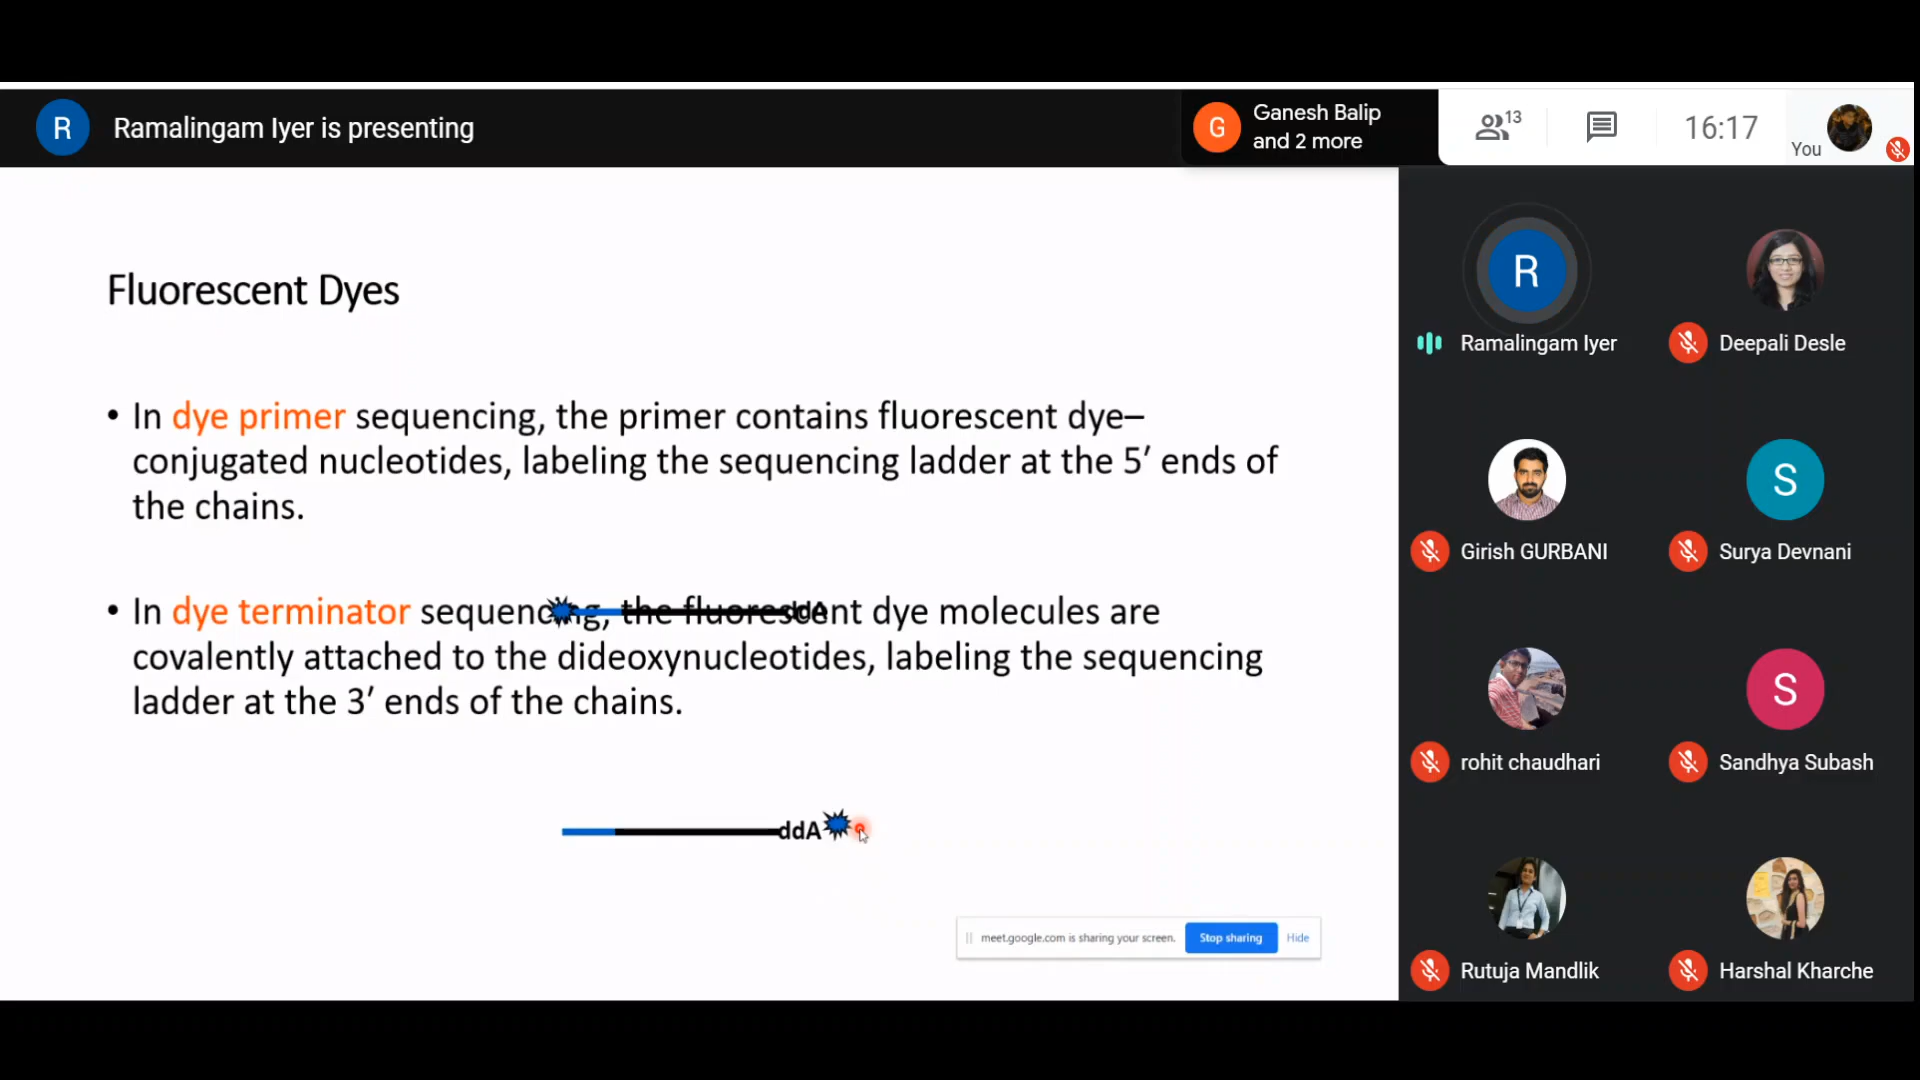 R Ramalingam Iyer is presenting
G Ganesh Balip
and 2 more
13
16:17
You
Fluorescent Dyes
• In dye primer sequencing, the primer contains fluorescent dye–
conjugated nucleotides, labeling the sequencing ladder at the 5′ ends of
the chains.
• In dye terminator sequencing, the fluorescent dye molecules are
ddA
covalently attached to the dideoxynucleotides, labeling the sequencing
ladder at the 3′ ends of the chains.
ddA
meet.google.com is sharing your screen. Stop sharing Hide
R
Ramalingam Iyer
Deepali Desle
S
Girish GURBANI
Surya Devnani
S
rohit chaudhari
Sandhya Subash
Rutuja Mandlik
Harshal Kharche